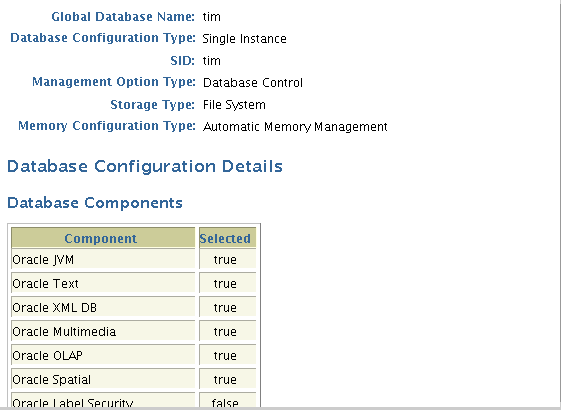 Global Database Name: tim
Database Configuration Type: Single Instance
SID: tim
Management Option Type: Database Control
Storage Type: File System
Memory Configuration Type: Automatic Memory Management
Database Configuration Details
Database Components
Component Selected
Oracle JVM true
Oracle Text true
Oracle XML DB true
Oracle Multimedia true
Oracle OLAP true
Oracle Spatial true
Oracle Label Security false